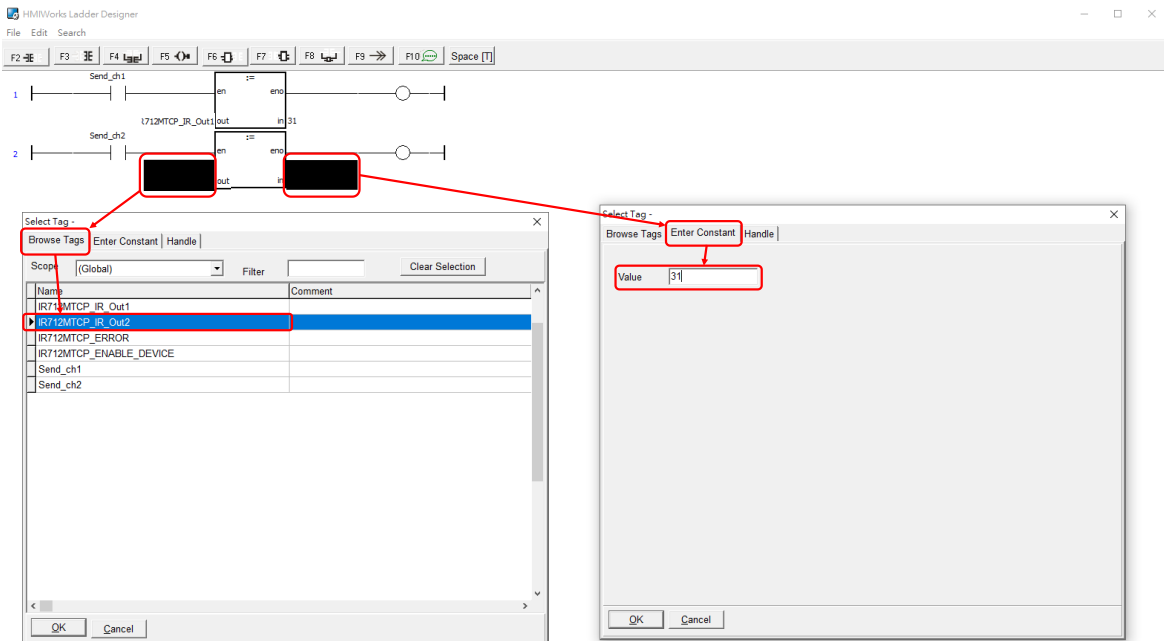 HMIWorks Ladder Designer
File Edit Search
F2 F3 F4 F5 F6 F7 F8 F9 F10 Space [T]
Send_ch1
:=
1
en eno
(712MTCP_IR_Out1 out in 31
Send_ch2
:=
2
en eno
out in
Select Tag -
Browse Tags Enter Constant Handle
Scope (Global) Filter Clear Selection
Name Comment
IR712MTCP_IR_Out1
IR712MTCP_IR_Out2
IR712MTCP_ERROR
IR712MTCP_ENABLE_DEVICE
Send_ch1
Send_ch2
OK Cancel
Select Tag -
Browse Tags Enter Constant Handle
Value 31
OK Cancel